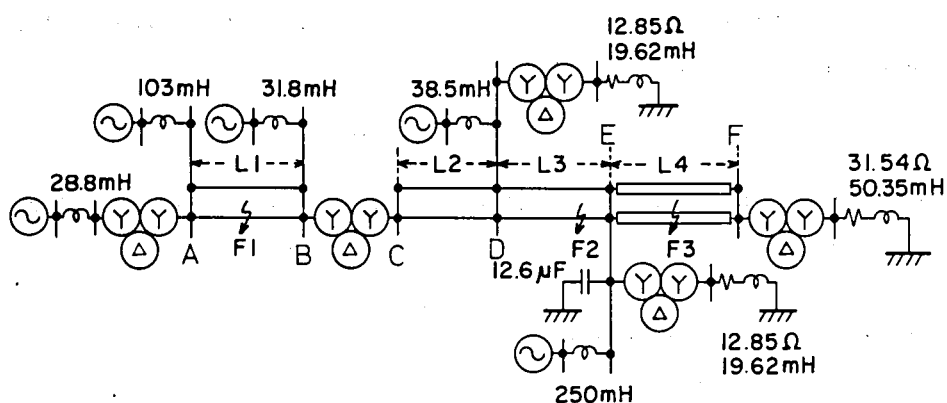 12.85Ω
19.62mH
103mH
31.8mH
38.5mH
Y Y
Δ
E
F
L1
L2
L3
L4
31.54Ω
50.35mH
28.8mH
Y Y
Δ
A
F1
B
Y Y
Δ
C
D
F2
F3
Y Y
Δ
12.6μF
Y Y
Δ
12.85Ω
19.62mH
250mH